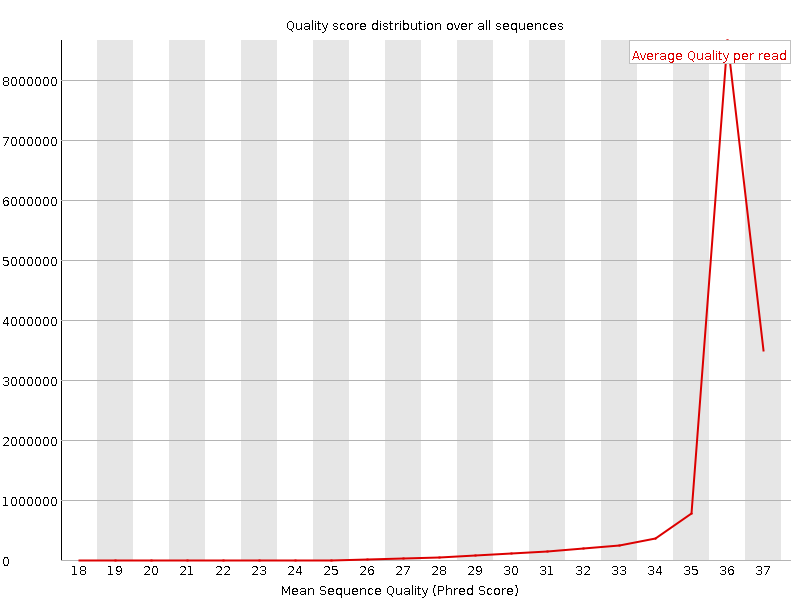 Quality score distribution over all sequences
Average Quality per read
8000000
7000000
6000000
5000000
4000000
3000000
2000000
1000000
0
18 19 20 21 22 23 24 25 26 27 28 29 30 31 32 33 34 35 36 37
Mean Sequence Quality (Phred Score)